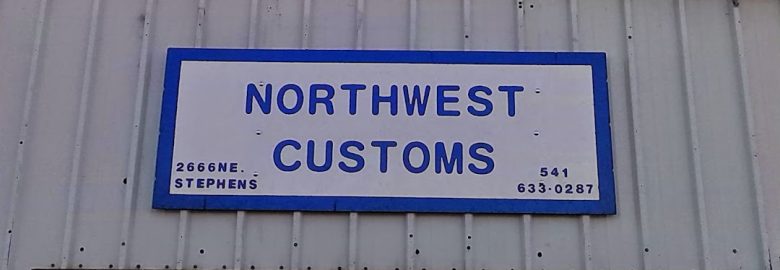 NORTHWEST
CUSTOMS
2666NE.
STEPHENS
541
633-0287